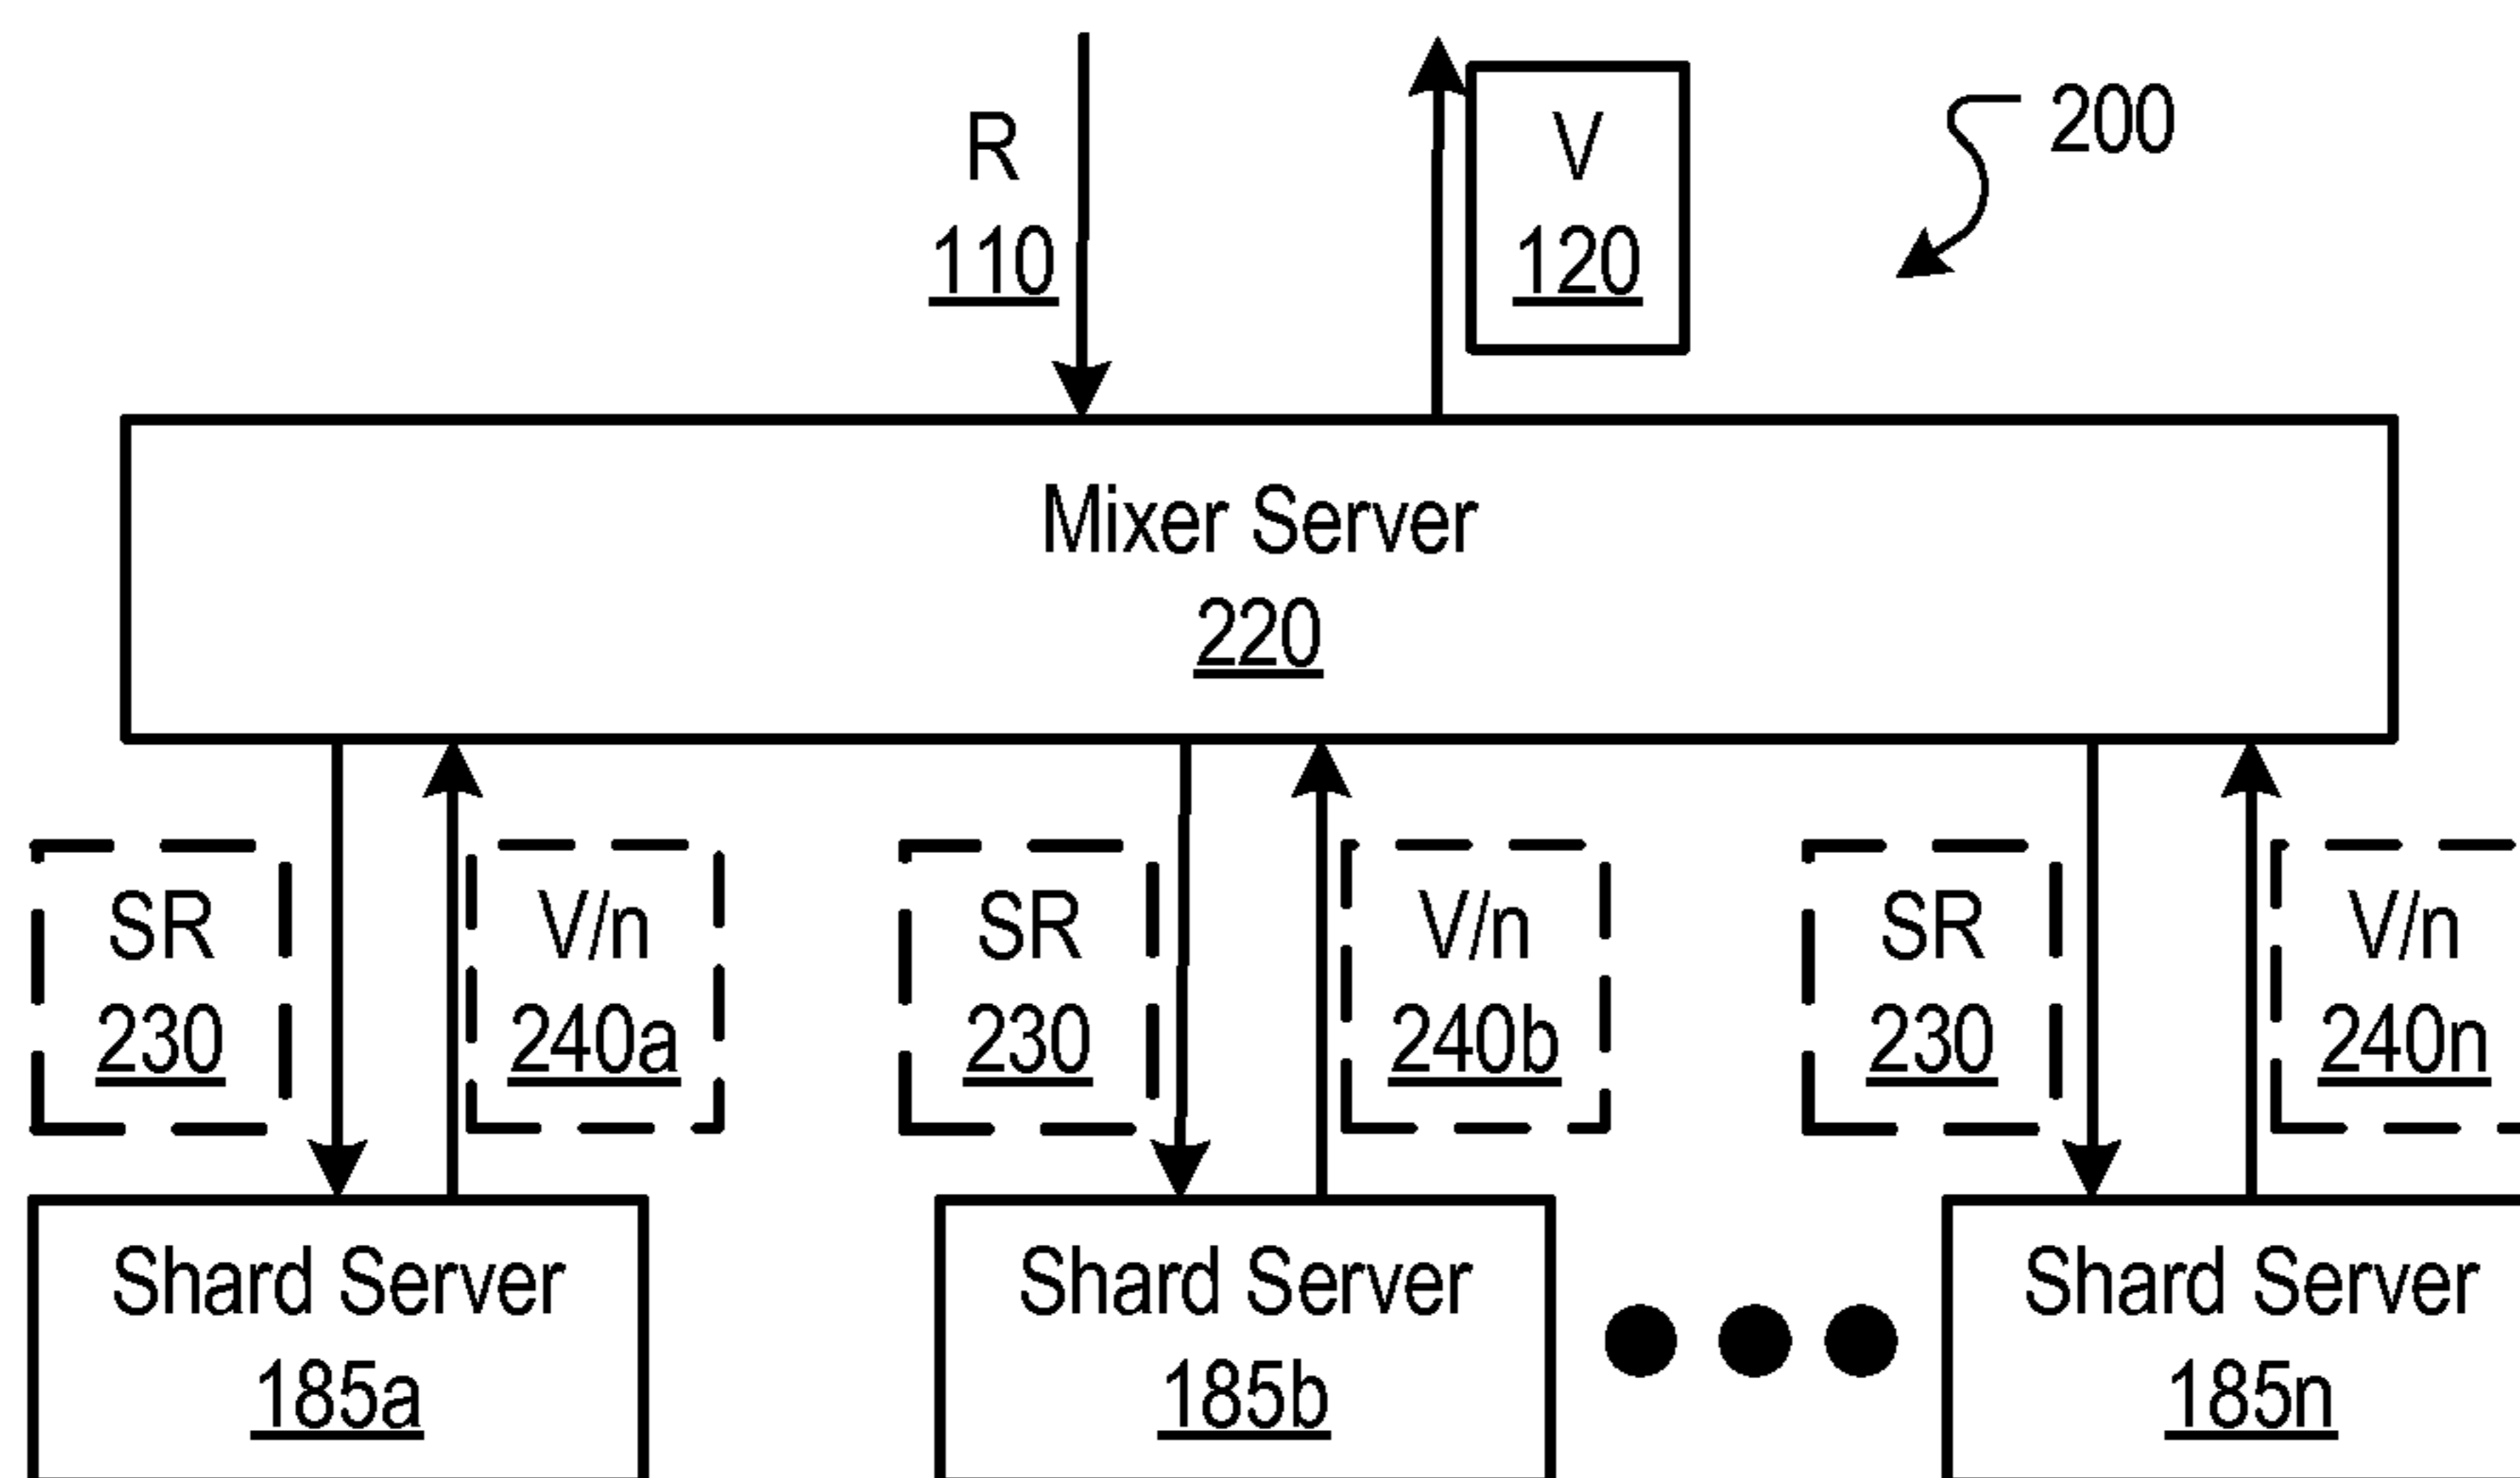 R
110
V
120
200
Mixer Server
220
SR
230
V/n
240a
SR
230
V/n
240b
SR
230
V/n
240n
Shard Server
185a
Shard Server
185b
Shard Server
185n